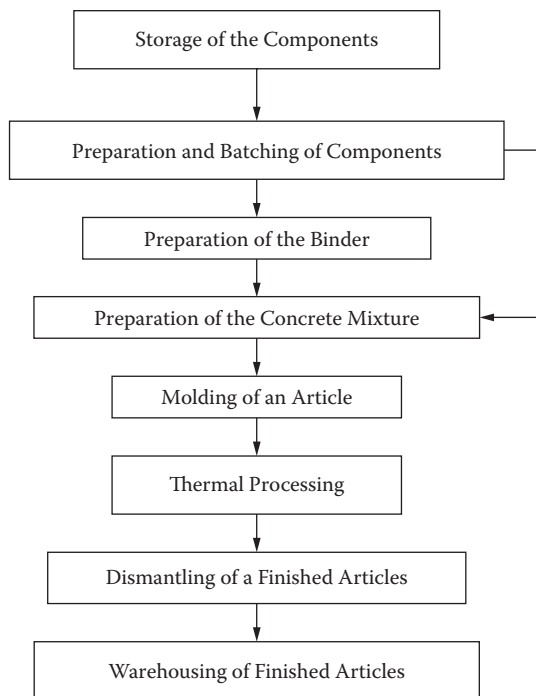 Storage of the Components
Preparation and Batching of Components
Preparation of the Binder
Preparation of the Concrete Mixture
Molding of an Article
Thermal Processing
Dismantling of a Finished Articles
Warehousing of Finished Articles